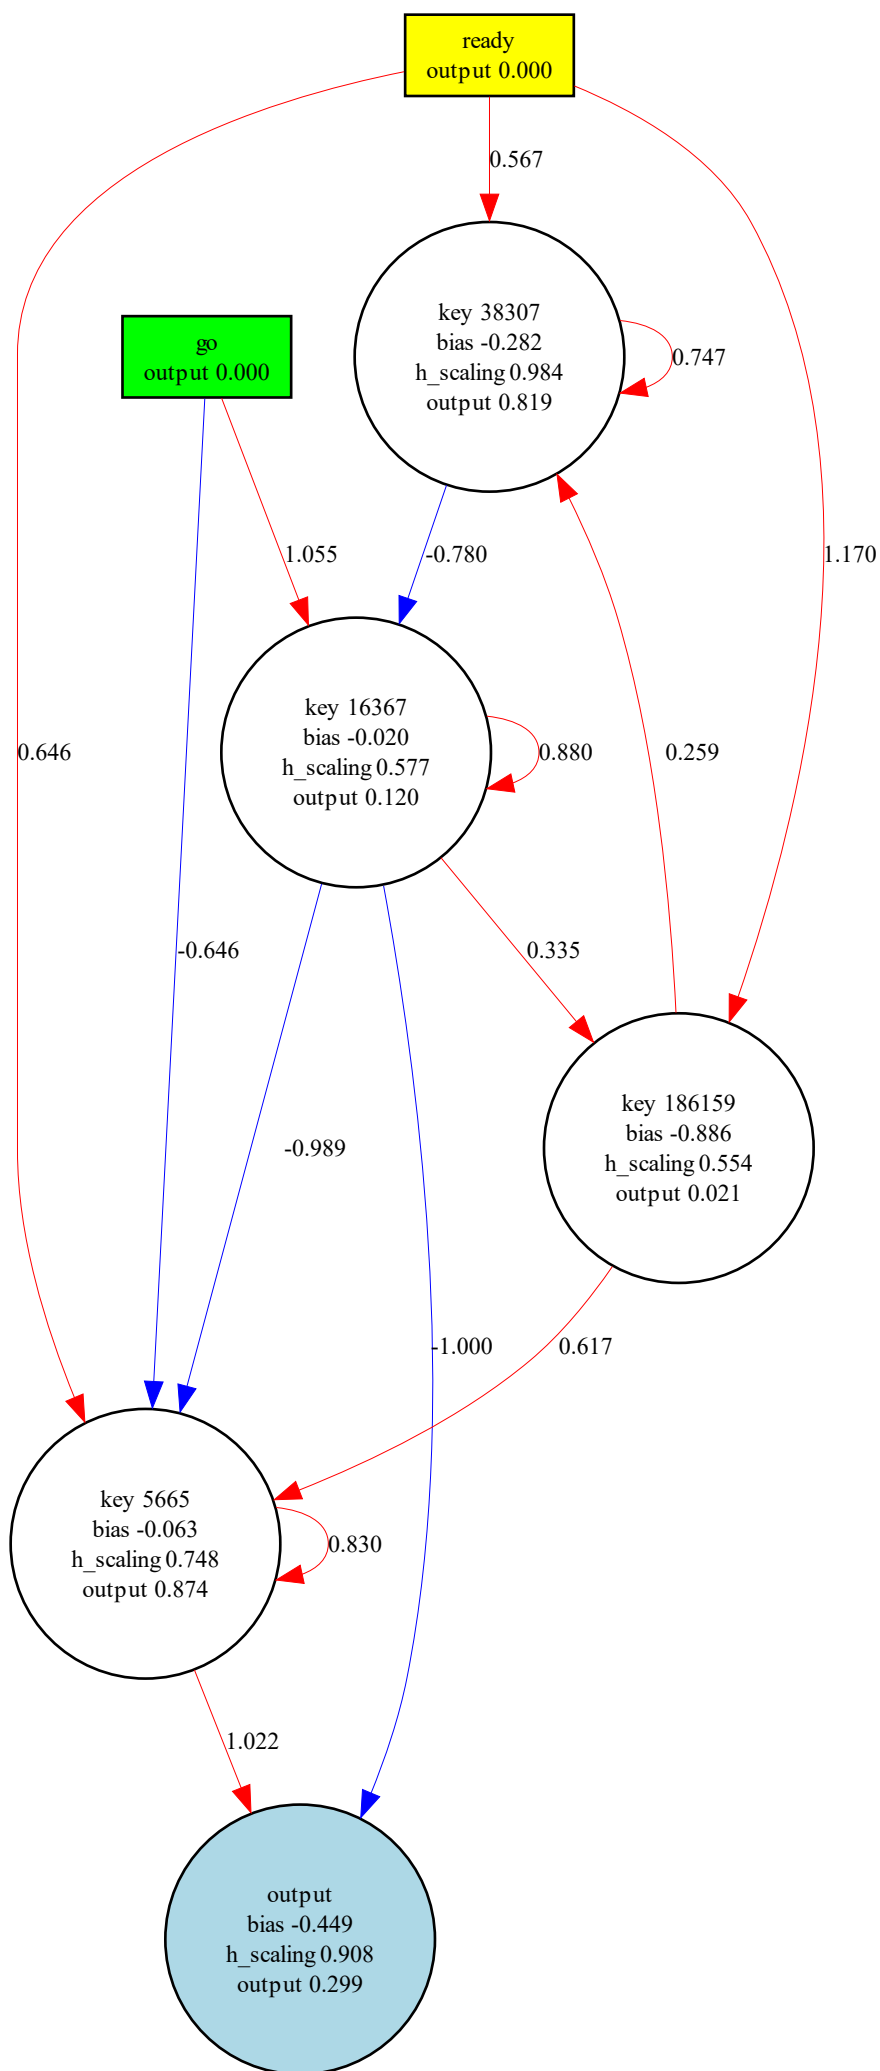 ready
output 0.000
0.567
go
output 0.000
key 38307
bias -0.282
h_scaling 0.984
output 0.819
0.747
1.055
-0.780
1.170
key 16367
bias -0.020
h_scaling 0.577
output 0.120
0.646
0.880
0.259
-0.646
0.335
key 186159
bias -0.886
h_scaling 0.554
output 0.021
-0.989
-1.000
0.617
key 5665
bias -0.063
h_scaling 0.748
output 0.874
0.830
1.022
output
bias -0.449
h_scaling 0.908
output 0.299